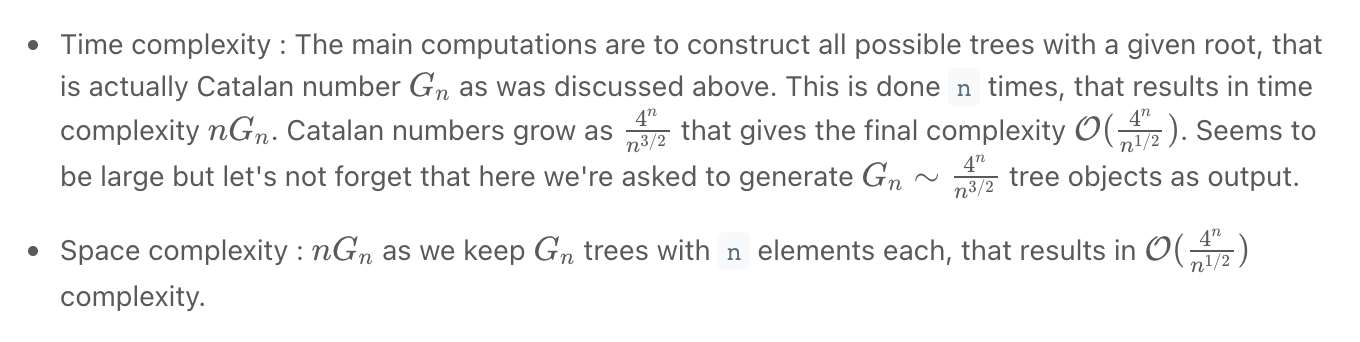 • Time complexity : The main computations are to construct all possible trees with a given root, that
is actually Catalan number Gₙ as was discussed above. This is done n times, that results in time
complexity nGₙ. Catalan numbers grow as 4ⁿ/n^{3/2} that gives the final complexity 𝒪(4ⁿ/n^{1/2}). Seems to
be large but let's not forget that here we're asked to generate Gₙ ∼ 4ⁿ/n^{3/2} tree objects as output.
• Space complexity : nGₙ as we keep Gₙ trees with n elements each, that results in 𝒪(4ⁿ/n^{1/2})
complexity.